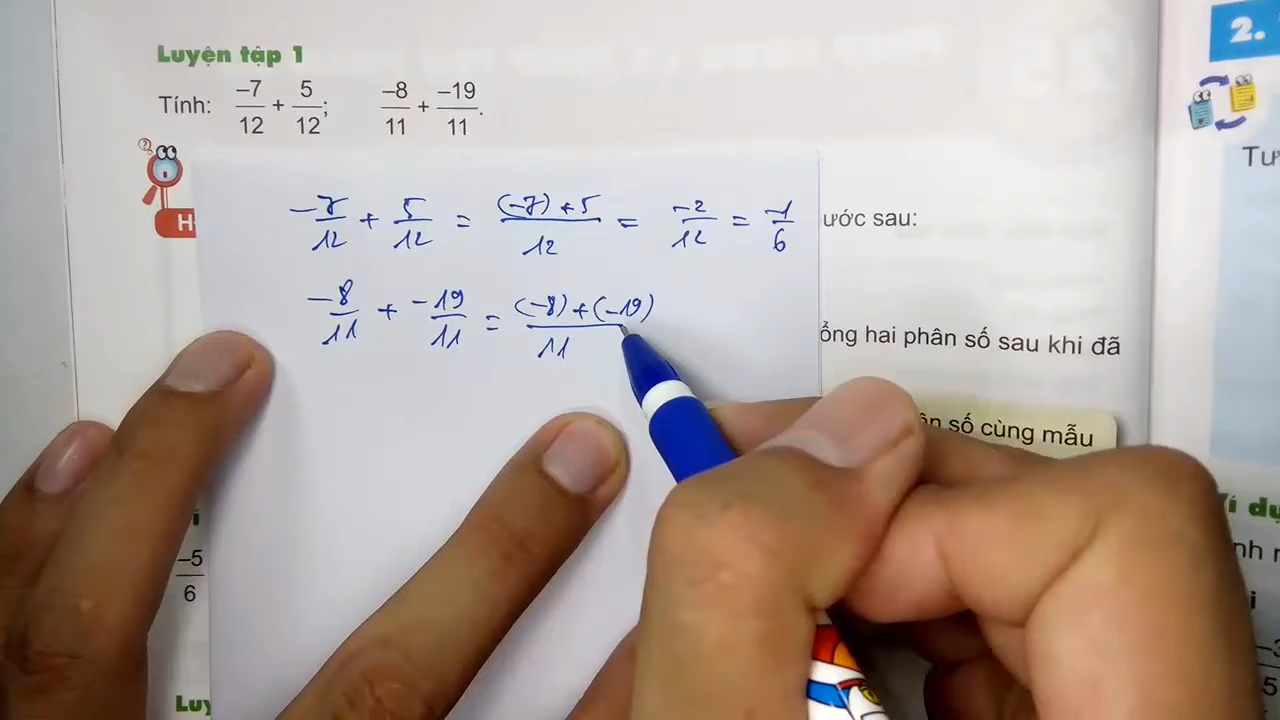 Luyện tập 1
Tính: –7/12 + 5/12; –8/11 + –19/11.
2.
Tư
H
–7/12 + 5/12 = (–7) + 5/12 = –2/12 = –1/6
ước sau:
–8/11 + –19/11 = (–8) + (–19)/11
ổng hai phân số sau khi đã
ân số cùng mẫu
í dụ
–5/6
Luy